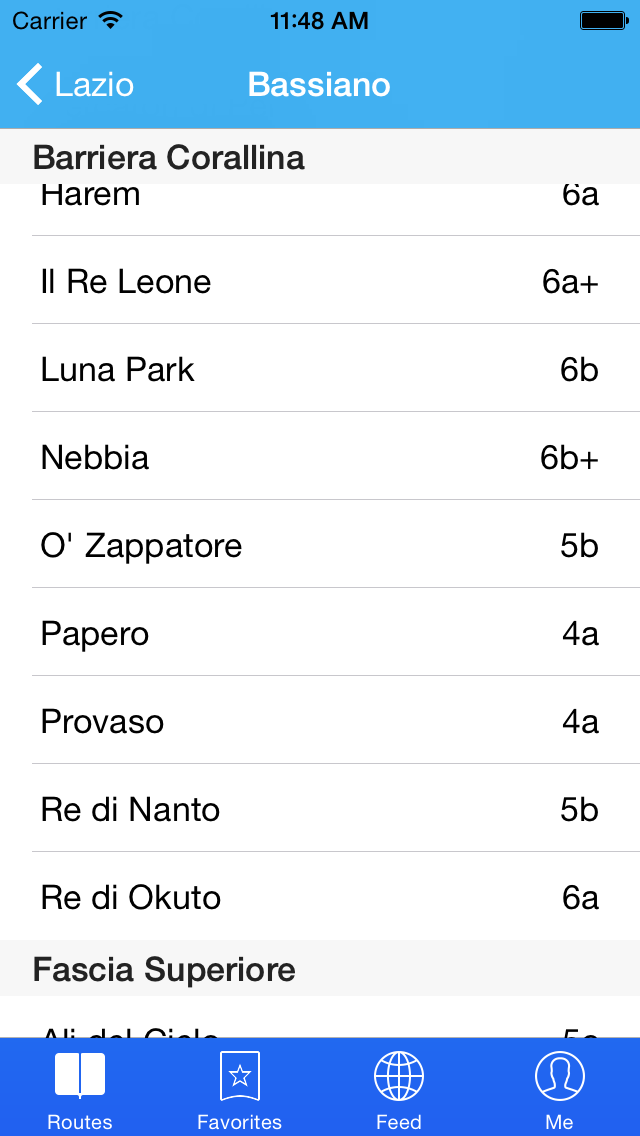 Carrier 11:48 AM
Lazio Bassiano
Barriera Corallina
Harem 6a
Il Re Leone 6a+
Luna Park 6b
Nebbia 6b+
O' Zappatore 5b
Papero 4a
Provaso 4a
Re di Nanto 5b
Re di Okuto 6a
Fascia Superiore
Routes Favorites Feed Me